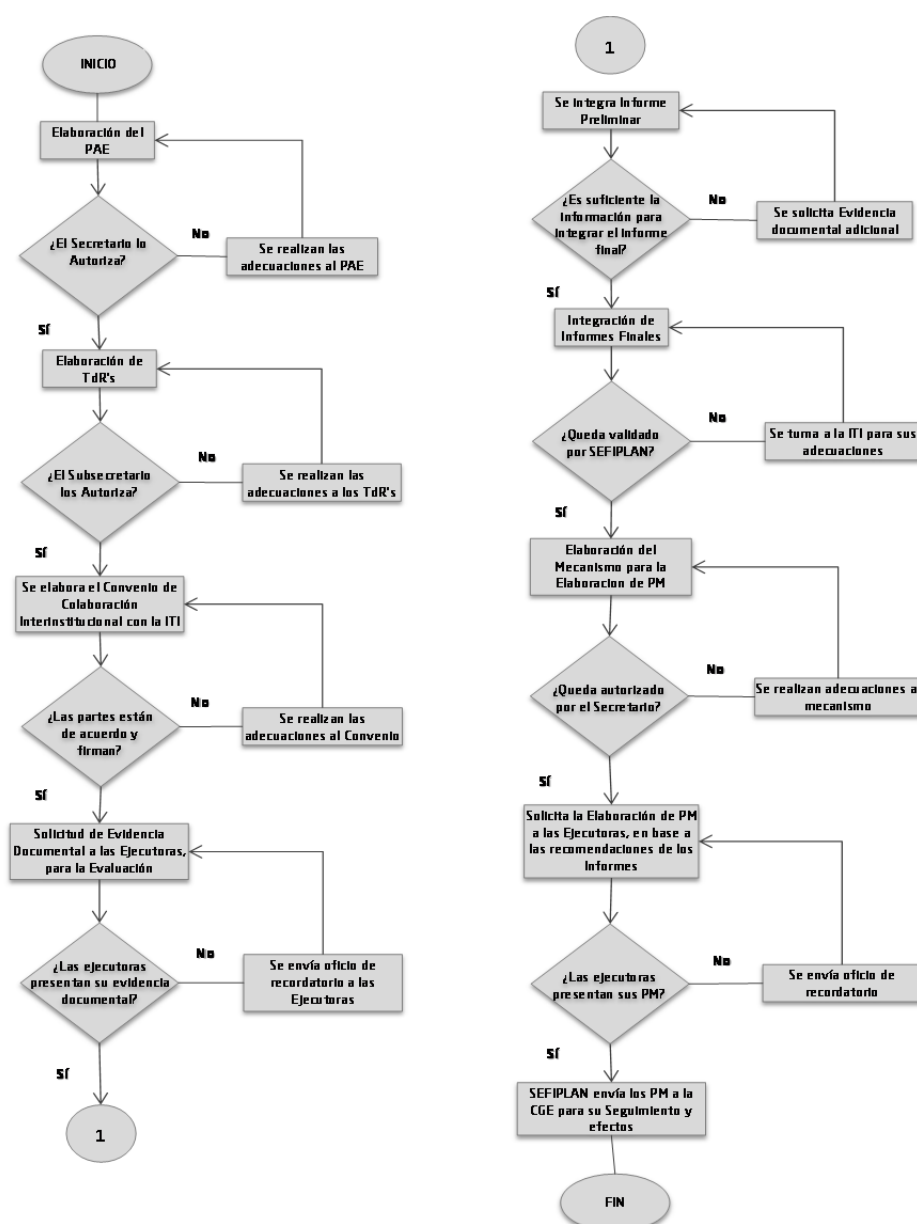 INICIO
Elaboración del
PAE
¿El Secretario lo
Autoriza?
No
Se realizan las
adecuaciones al PAE
SÍ
Elaboración de
TdR's
¿El Subsecretario
los Autoriza?
No
Se realizan las
adecuaciones a los TdR's
SÍ
Se elabora el Convenio de
Colaboración
Interinstitucional con la ITI
¿Las partes están
de acuerdo y
firman?
No
Se realizan las
adecuaciones al Convenio
SÍ
Solicitud de Evidencia
Documental a las Ejecutoras,
para la Evaluación
¿Las ejecutoras
presentan su evidencia
documental?
No
Se envía oficio de
recordatorio a las
Ejecutoras
SÍ
1
1
Se integra Informe
Preliminar
¿Es suficiente la
información para
integrar el informe
final?
No
Se solicita Evidencia
documental adicional
SÍ
Integración de
Informes Finales
¿Queda validado
por SEFIPLAN?
No
Se turna a la ITI para sus
adecuaciones
SÍ
Elaboración del
Mecanismo para la
Elaboracion de PM
¿Queda autorizado
por el Secretario?
No
Se realizan adecuaciones a
mecanismo
SÍ
Solicita la Elaboración de PM
a las Ejecutoras, en base a
las recomendaciones de los
Informes
¿Las ejecutoras
presentan sus PM?
No
Se envía oficio de
recordatorio
SÍ
SEFIPLAN envía los PM a la
CGE para su Seguimiento y
efectos
FIN